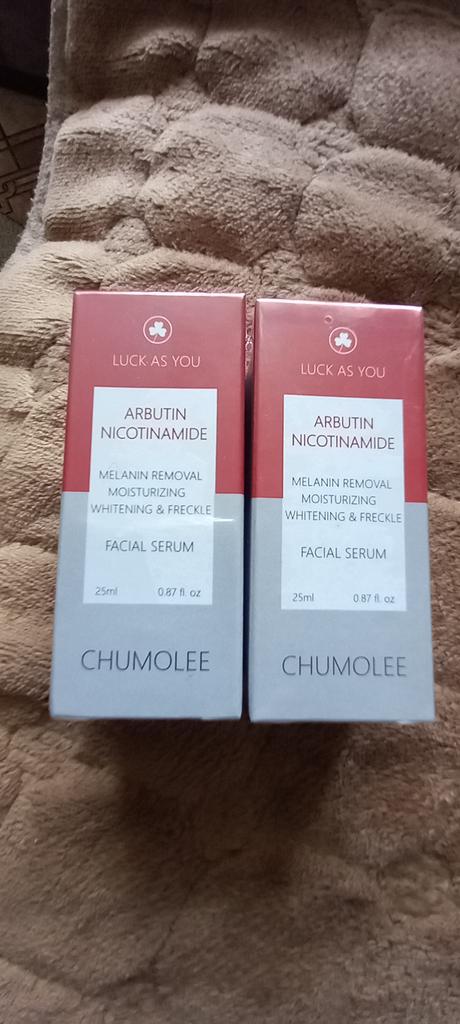 LUCK AS YOU
ARBUTIN
NICOTINAMIDE
MELANIN REMOVAL
MOISTURIZING
WHITENING & FRECKLE
FACIAL SERUM
25ml 0.87 fl. oz
CHUMOLEE
LUCK AS YOU
ARBUTIN
NICOTINAMIDE
MELANIN REMOVAL
MOISTURIZING
WHITENING & FRECKLE
FACIAL SERUM
25ml 0.87 fl. oz
CHUMOLEE